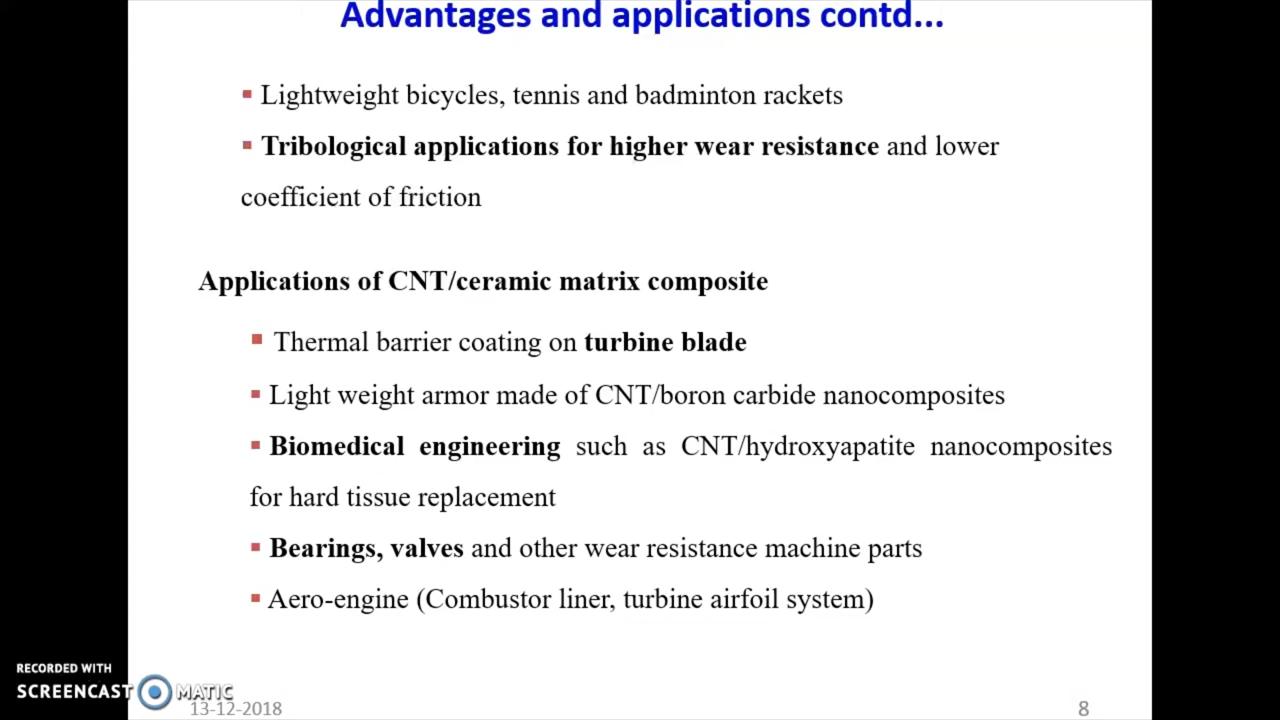 Advantages and applications contd...
▪ Lightweight bicycles, tennis and badminton rackets
▪ Tribological applications for higher wear resistance and lower
coefficient of friction
Applications of CNT/ceramic matrix composite
▪ Thermal barrier coating on turbine blade
▪ Light weight armor made of CNT/boron carbide nanocomposites
▪ Biomedical engineering such as CNT/hydroxyapatite nanocomposites
for hard tissue replacement
▪ Bearings, valves and other wear resistance machine parts
▪ Aero-engine (Combustor liner, turbine airfoil system)
RECORDED WITH
SCREENCAST MATIC
13-12-2018
8